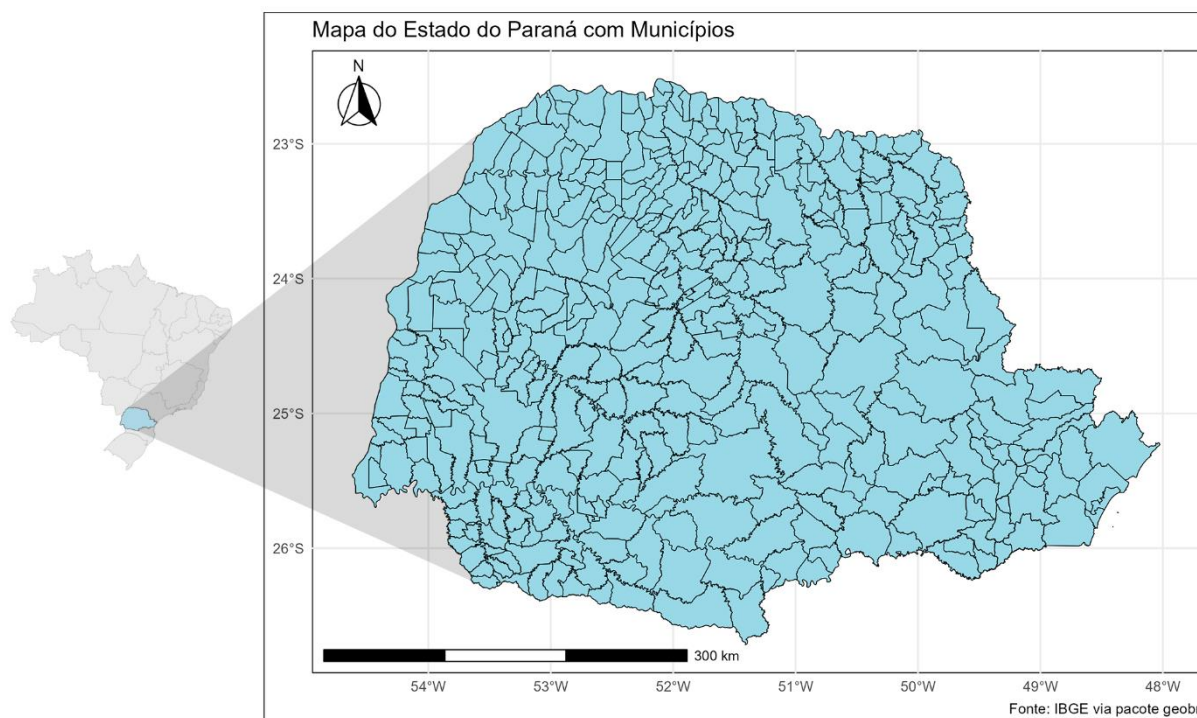 Mapa do Estado do Paraná com Municípios
N
23°S
24°S
25°S
26°S
300 km
54°W
53°W
52°W
51°W
50°W
49°W
48°W
Fonte: IBGE via pacote geobr